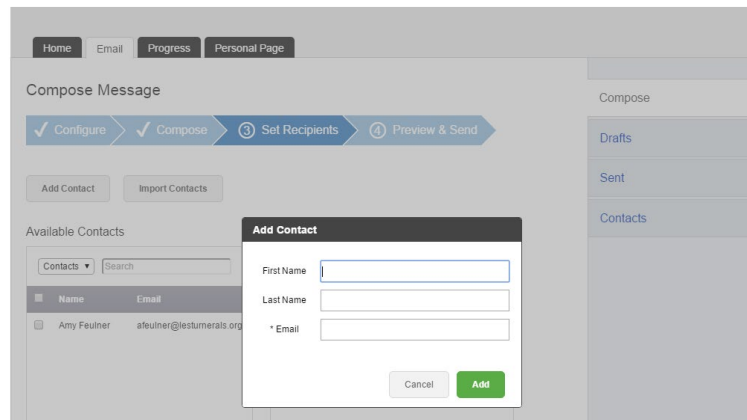 Home Email Progress Personal Page
Compose Message
Compose
✓ Configure ✓ Compose 3 Set Recipients 4 Preview & Send
Drafts
Sent
Add Contact Import Contacts
Contacts
Available Contacts
Add Contact
Contacts ▼ Search
First Name
Name Email
Last Name
Amy Feulner afeulner@lesturnerals.org
* Email
Cancel Add